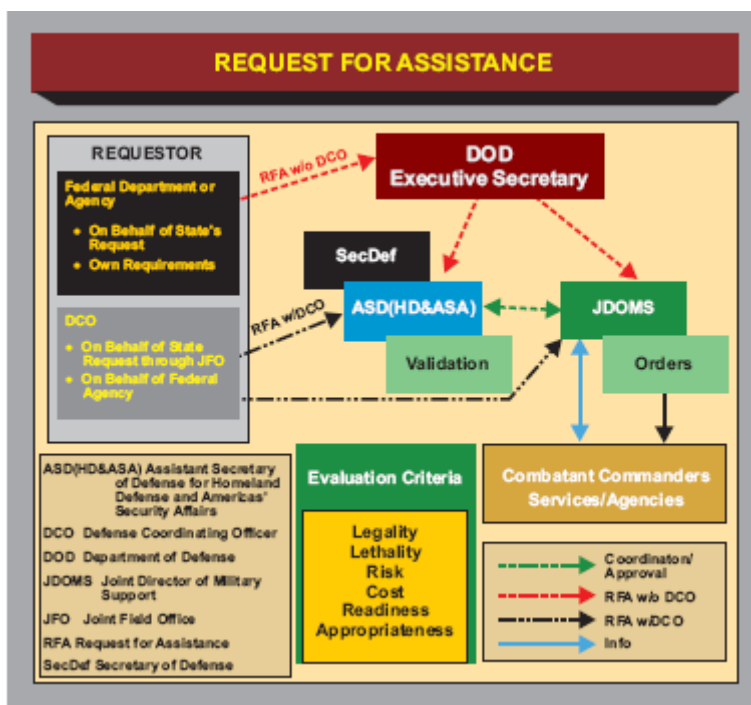 REQUEST FOR ASSISTANCE
REQUESTOR
Federal Department or
Agency
On Behalf of State's
Request
Own Requirements
DCO
On Behalf of State
Request through JFO
On Behalf of Federal
Agency
RFA w/o DCO
RFA w/DCO
DOD
Executive Secretary
SecDef
ASD(HD&ASA)
Validation
JDOMS
Orders
Combatant Commanders
Services/Agencies
ASD(HD&ASA) Assistant Secretary
of Defense for Homeland
Defense and Americas'
Security Affairs
DCO Defense Coordinating Officer
DOD Department of Defense
JDOMS Joint Director of Military
Support
JFO Joint Field Office
RFA Request for Assistance
SecDef Secretary of Defense
Evaluation Criteria
Legality
Lethality
Risk
Cost
Readiness
Appropriateness
Coordinaton/
Approval
RFA w/o DCO
RFA w/DCO
Info